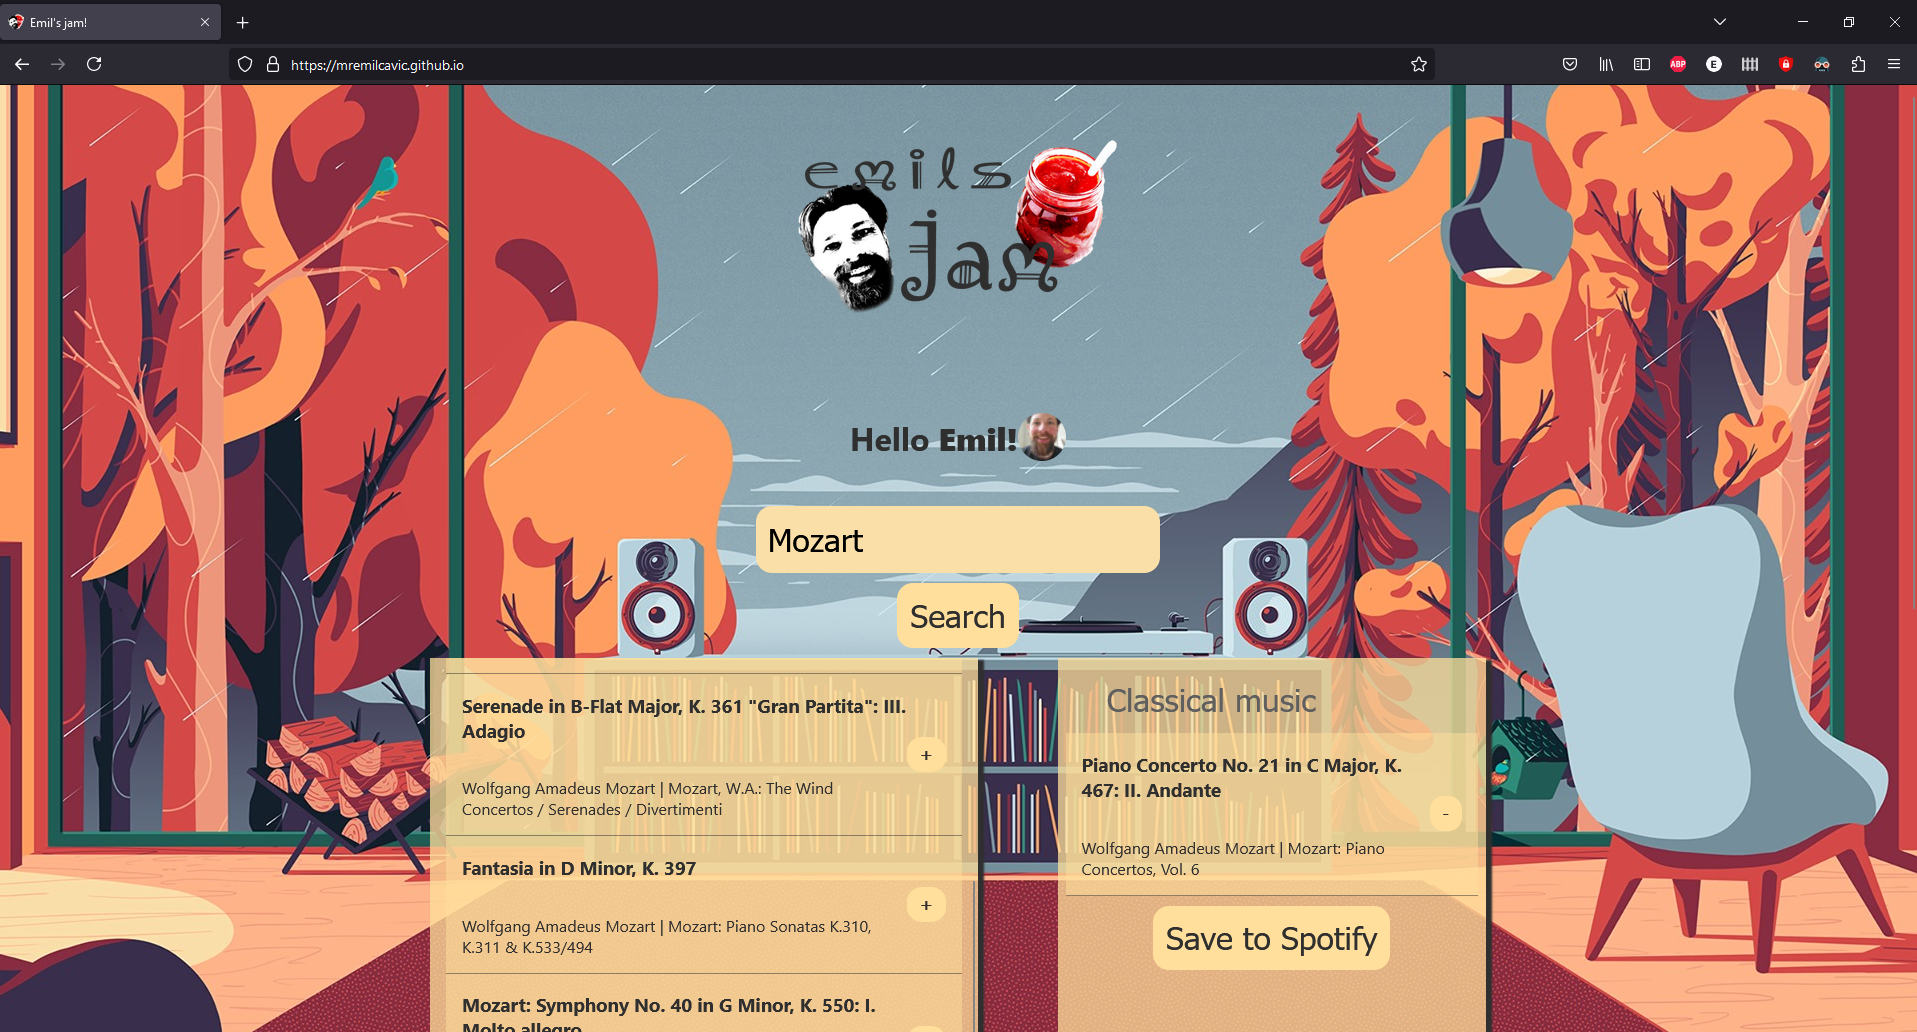 Emil's jam!
https://mremilcavic.github.io
ABP
E
emils
jam
Hello Emil!
Mozart
Search
Serenade in B-Flat Major, K. 361 "Gran Partita": III.
Adagio
+
Wolfgang Amadeus Mozart | Mozart, W.A.: The Wind
Concertos / Serenades / Divertimenti
Fantasia in D Minor, K. 397
+
Wolfgang Amadeus Mozart | Mozart: Piano Sonatas K.310,
K.311 & K.533/494
Mozart: Symphony No. 40 in G Minor, K. 550: I.
Molto allegro
Classical music
Piano Concerto No. 21 in C Major, K.
467: II. Andante
-
Wolfgang Amadeus Mozart | Mozart: Piano
Concertos, Vol. 6
Save to Spotify